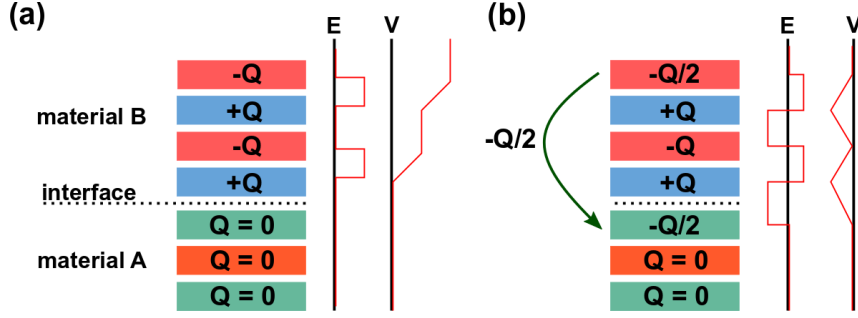 (a)
E
V
-Q
+Q
-Q
+Q
Q = 0
Q = 0
Q = 0
material B
interface
material A
(b)
E
V
-Q/2
+Q
-Q
+Q
-Q/2
Q = 0
Q = 0
-Q/2